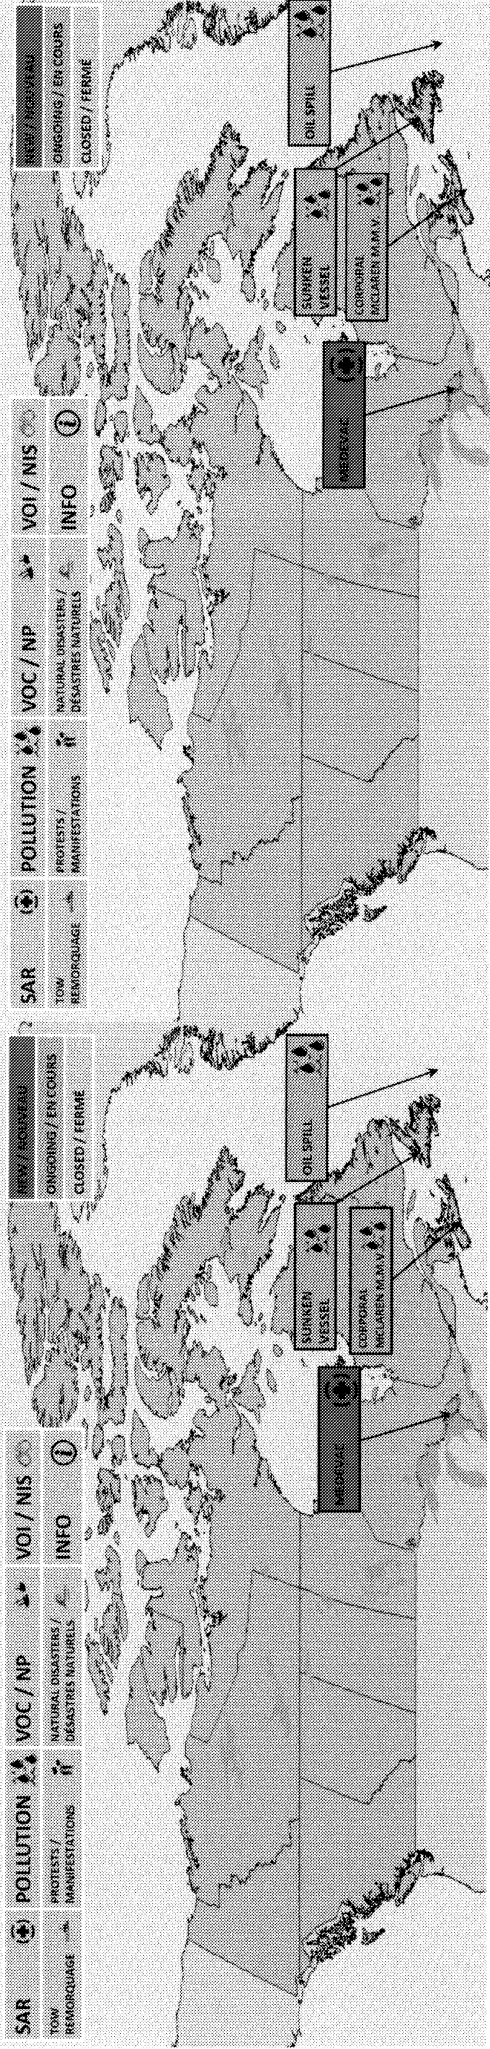 SAR
POLLUTION
VOC / NP
VOI / NIS
TOW
REMORQUAGE
PROTESTS /
MANIFESTATIONS
NATURAL DISASTERS /
DÉSASTRES NATURELS
INFO
NEW / NOUVEAU
ONGOING / EN COURS
CLOSED / FERMÉ
MEDEVAC
SUNKEN
VESSEL
CORPORAL
MCLAREN M.M.V.
OIL SPILL
SAR
POLLUTION
VOC / NP
VOI / NIS
TOW
REMORQUAGE
PROTESTS /
MANIFESTATIONS
NATURAL DISASTERS /
DÉSASTRES NATURELS
INFO
NEW / NOUVEAU
ONGOING / EN COURS
CLOSED / FERMÉ
MEDEVAC
SUNKEN
VESSEL
CORPORAL
MCLAREN M.M.V.
OIL SPILL